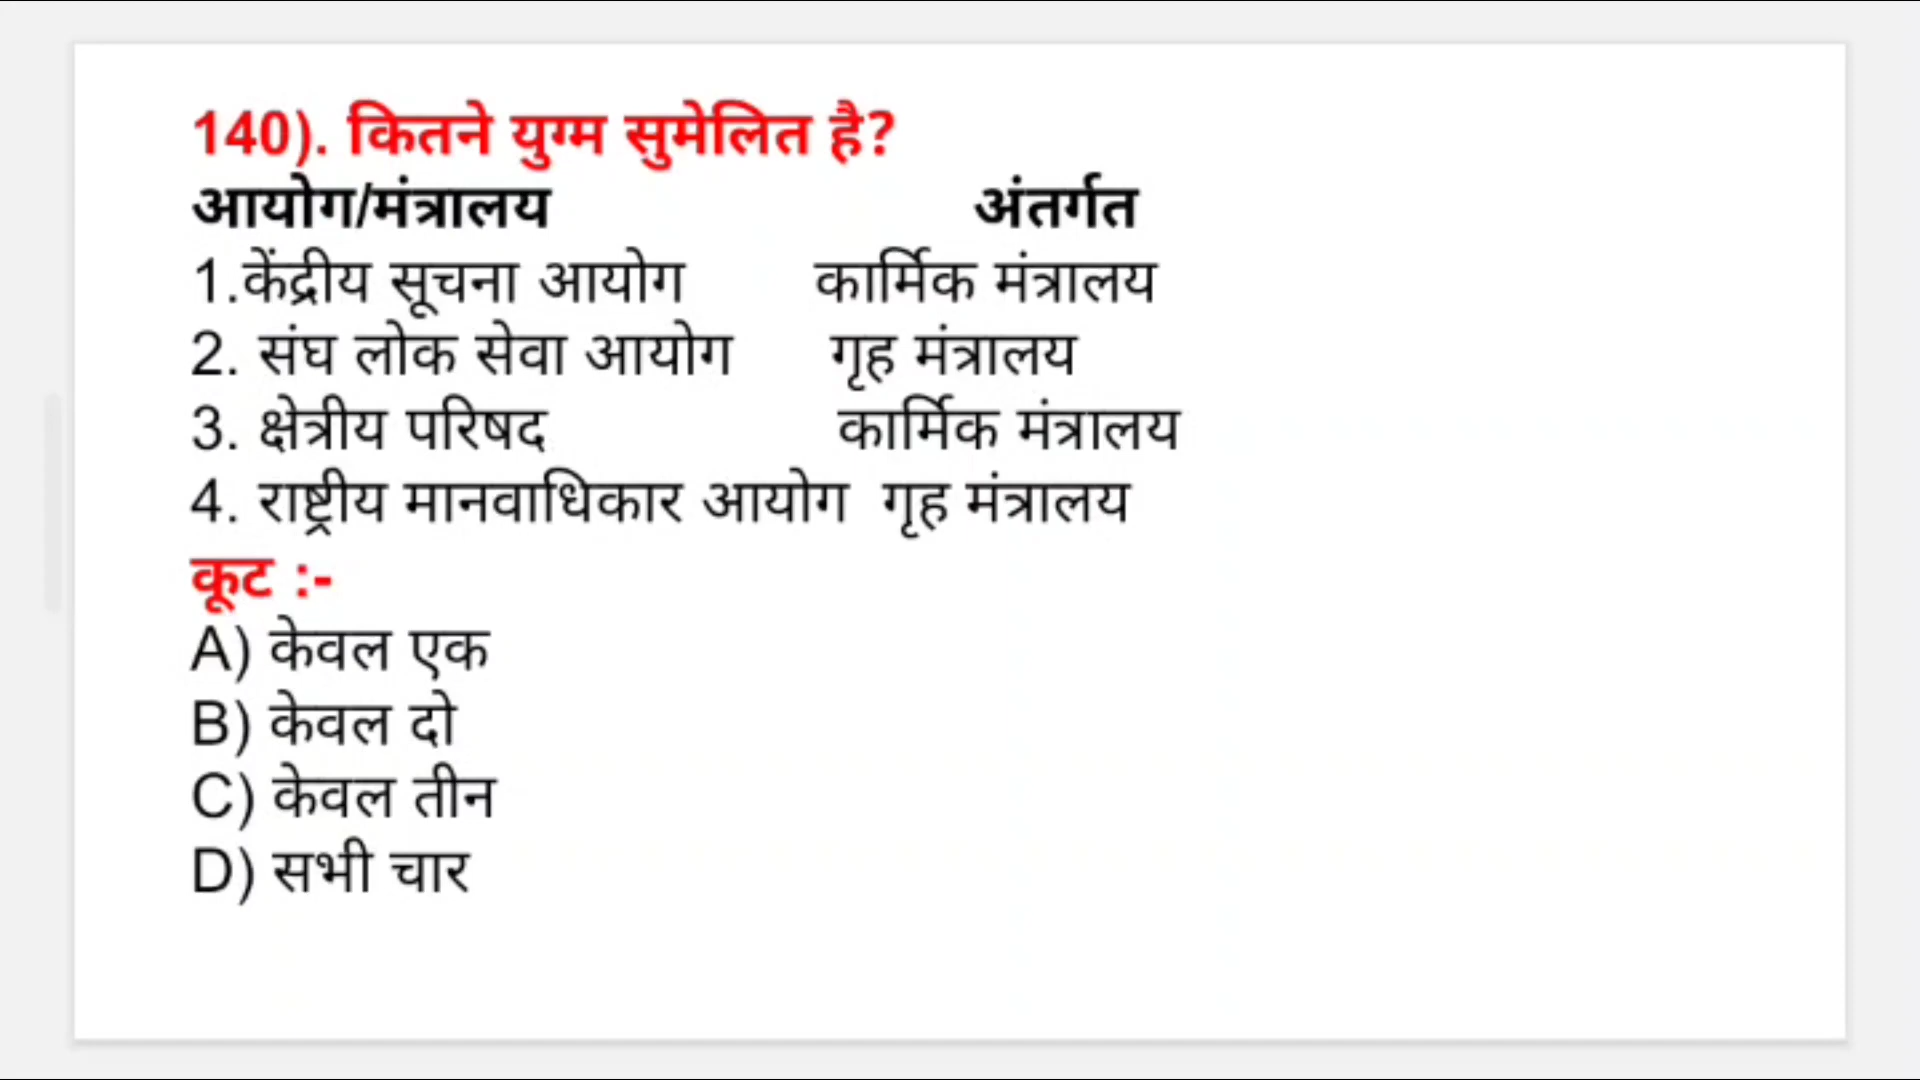 140). कितने युग्म सुमेलित है?
आयोग/मंत्रालय अंतर्गत
1.केंद्रीय सूचना आयोग कार्मिक मंत्रालय
2. संघ लोक सेवा आयोग गृह मंत्रालय
3. क्षेत्रीय परिषद कार्मिक मंत्रालय
4. राष्ट्रीय मानवाधिकार आयोग गृह मंत्रालय
कूट :-
A) केवल एक
B) केवल दो
C) केवल तीन
D) सभी चार